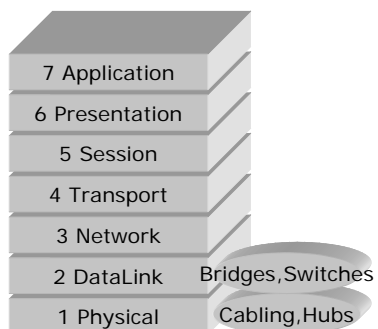 7 Application
6 Presentation
5 Session
4 Transport
3 Network
2 DataLink Bridges,Switches
1 Physical Cabling,Hubs